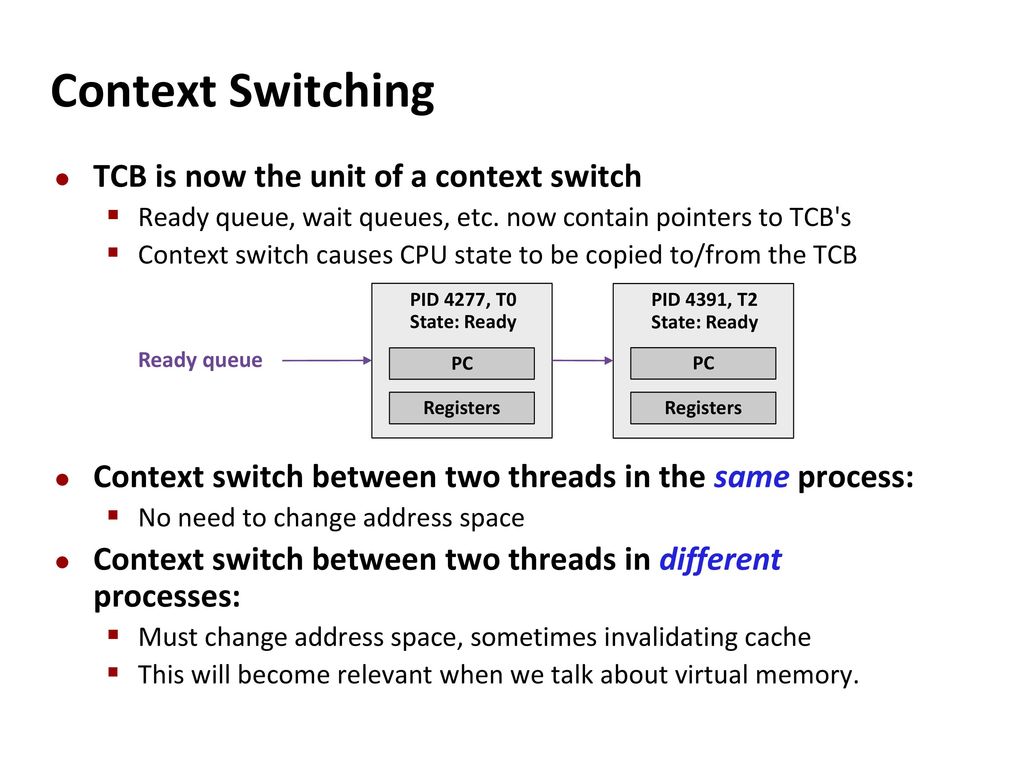 Context Switching
● TCB is now the unit of a context switch
▪ Ready queue, wait queues, etc. now contain pointers to TCB's
▪ Context switch causes CPU state to be copied to/from the TCB
PID 4277, T0
State: Ready
PC
Registers
PID 4391, T2
State: Ready
PC
Registers
Ready queue
● Context switch between two threads in the same process:
▪ No need to change address space
● Context switch between two threads in different
processes:
▪ Must change address space, sometimes invalidating cache
▪ This will become relevant when we talk about virtual memory.